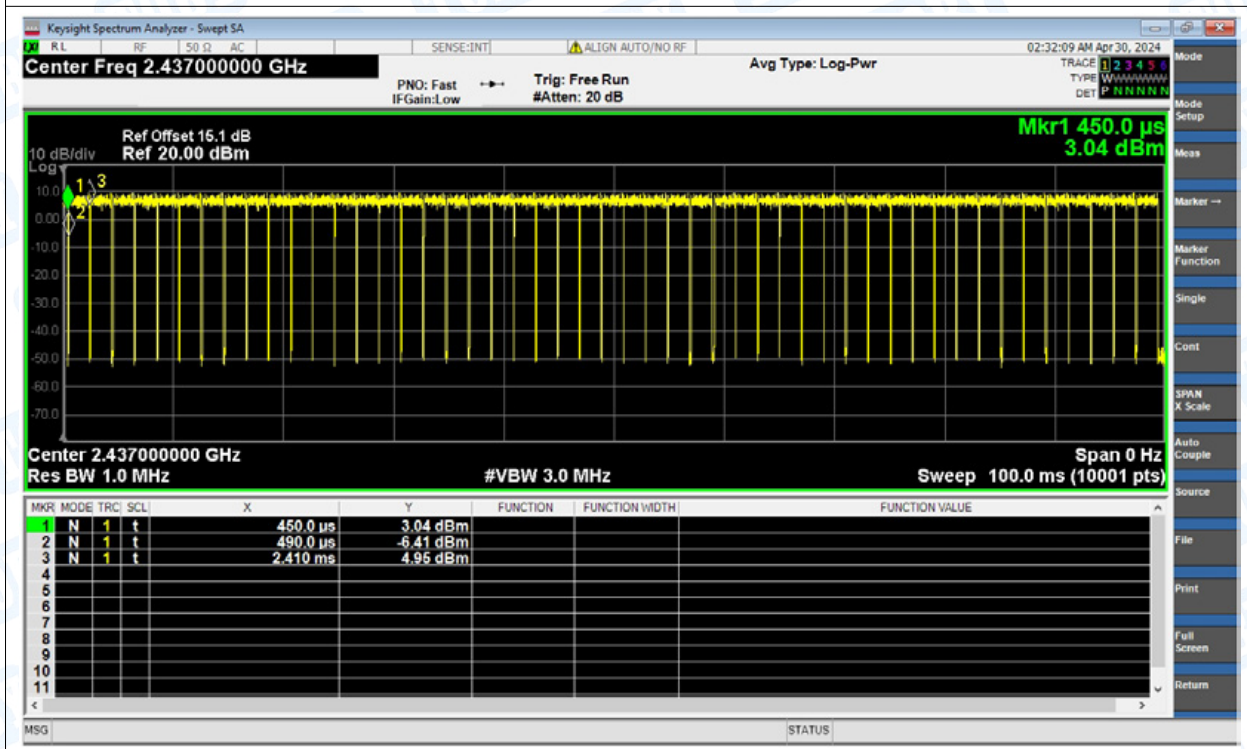 Keysight Spectrum Analyzer - Swept SA
RL RF 50 Ω AC SENSE:INT ALIGN AUTO/NO RF 02:32:09 AM Apr 30, 2024
Center Freq 2.437000000 GHz
Avg Type: Log-Pwr
TRACE 1 2 3 4 5 6
TYPE WWWWWW
DET P N N N N N
PNO: Fast
IFGain:Low
Trig: Free Run
#Atten: 20 dB
Mkr1 450.0 µs
3.04 dBm
Ref Offset 15.1 dB
Ref 20.00 dBm
10 dB/div
Log
10.0
0.00
-10.0
-20.0
-30.0
-40.0
-50.0
-60.0
-70.0
1
2
3
Center 2.437000000 GHz
Span 0 Hz
Res BW 1.0 MHz #VBW 3.0 MHz Sweep 100.0 ms (10001 pts)
MKR MODE TRC SCL X Y FUNCTION FUNCTION WIDTH FUNCTION VALUE
1 N 1 t 450.0 µs 3.04 dBm
2 N 1 t 490.0 µs -6.41 dBm
3 N 1 t 2.410 ms 4.95 dBm
4
5
6
7
8
9
10
11
MSG STATUS
Mode
Mode Setup
Meas
Marker →
Marker Function
Single
Cont
SPAN X Scale
Auto Couple
Source
File
Print
Full Screen
Return